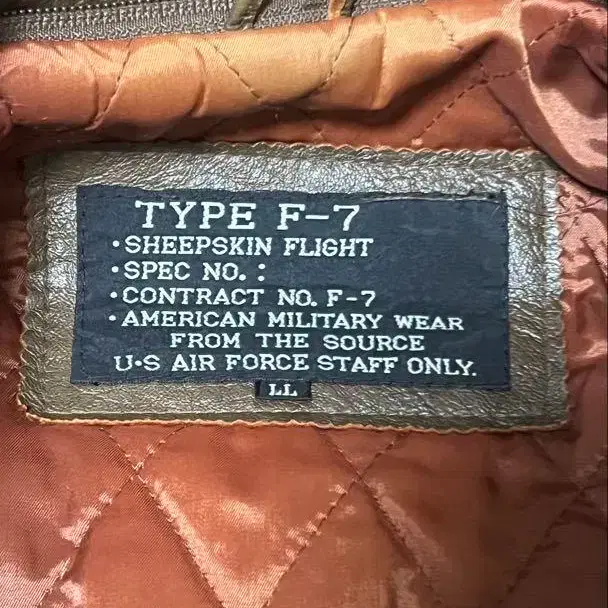 TYPE F-7
·SHEEPSKIN FLIGHT
·SPEC NO. :
·CONTRACT NO. F-7
·AMERICAN MILITARY WEAR
FROM THE SOURCE
U·S AIR FORCE STAFF ONLY.
LL